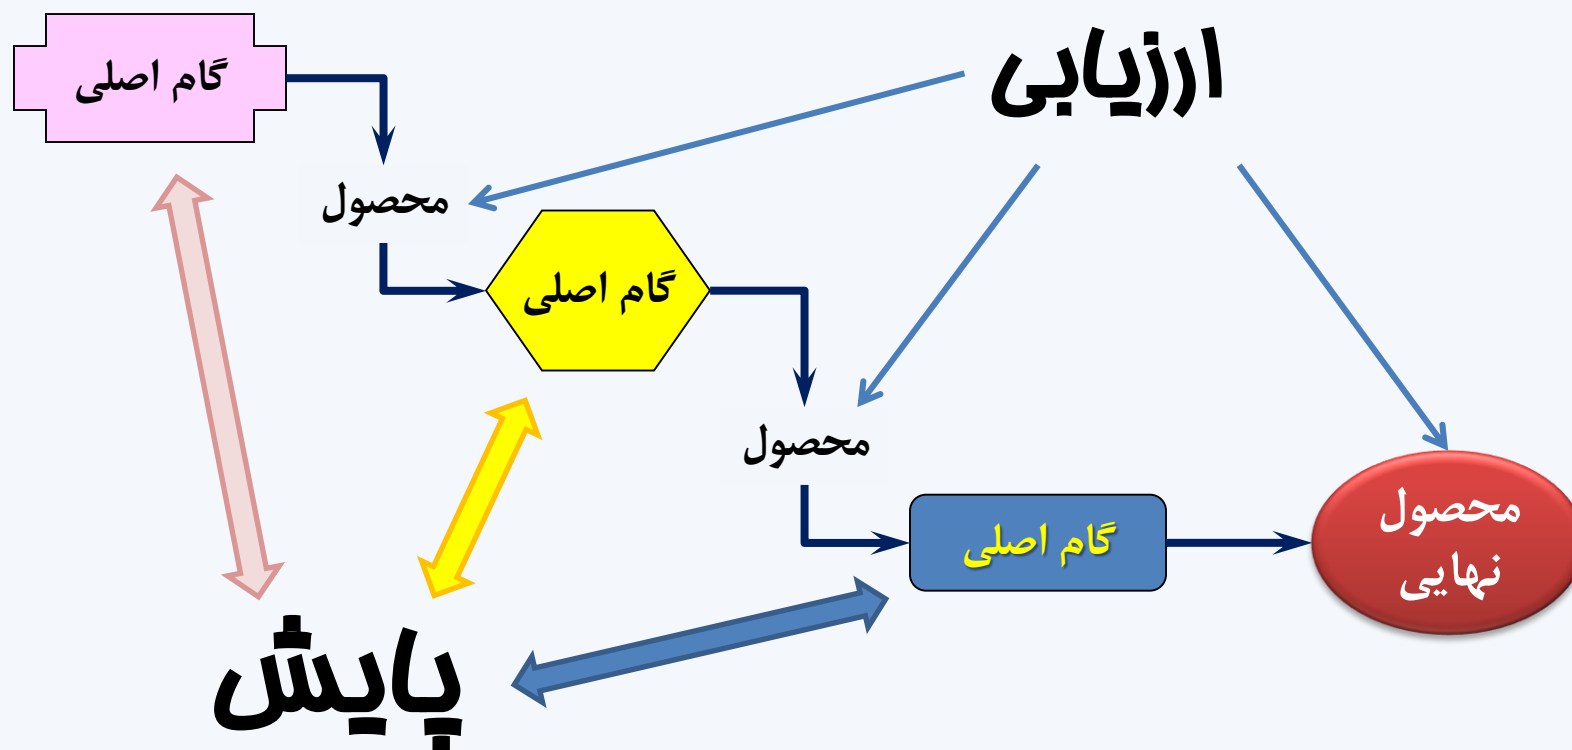 ارزیابی
گام اصلی
محصول
گام اصلی
محصول
گام اصلی
محصول
نهایی
پایش